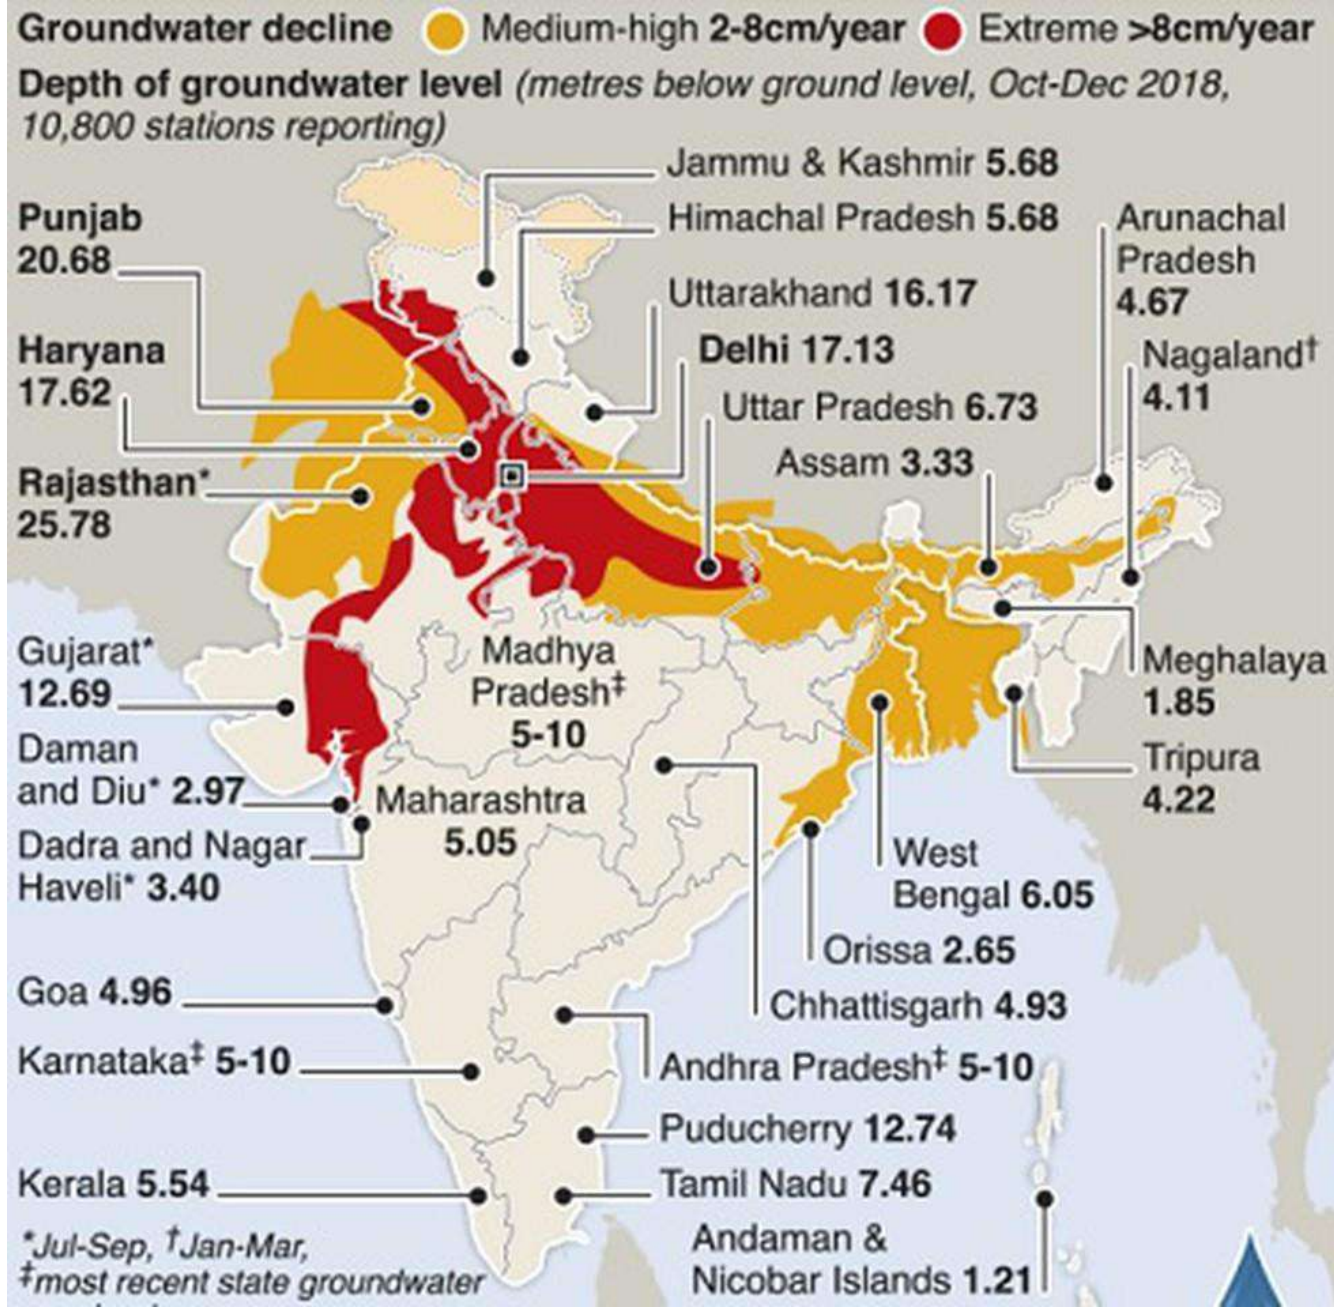 Groundwater decline Medium-high 2-8cm/year Extreme >8cm/year
Depth of groundwater level (metres below ground level, Oct-Dec 2018,
10,800 stations reporting)
Jammu & Kashmir 5.68
Himachal Pradesh 5.68
Uttarakhand 16.17
Delhi 17.13
Uttar Pradesh 6.73
Assam 3.33
Arunachal
Pradesh
4.67
Nagaland†
4.11
Punjab
20.68
Haryana
17.62
Rajasthan*
25.78
Gujarat*
12.69
Daman
and Diu* 2.97
Dadra and Nagar
Haveli* 3.40
Madhya
Pradesh‡
5-10
Maharashtra
5.05
Meghalaya
1.85
Tripura
4.22
West
Bengal 6.05
Orissa 2.65
Chhattisgarh 4.93
Goa 4.96
Karnataka‡ 5-10
Andhra Pradesh‡ 5-10
Puducherry 12.74
Kerala 5.54
Tamil Nadu 7.46
Andaman &
Nicobar Islands 1.21
*Jul-Sep, †Jan-Mar,
‡most recent state groundwater